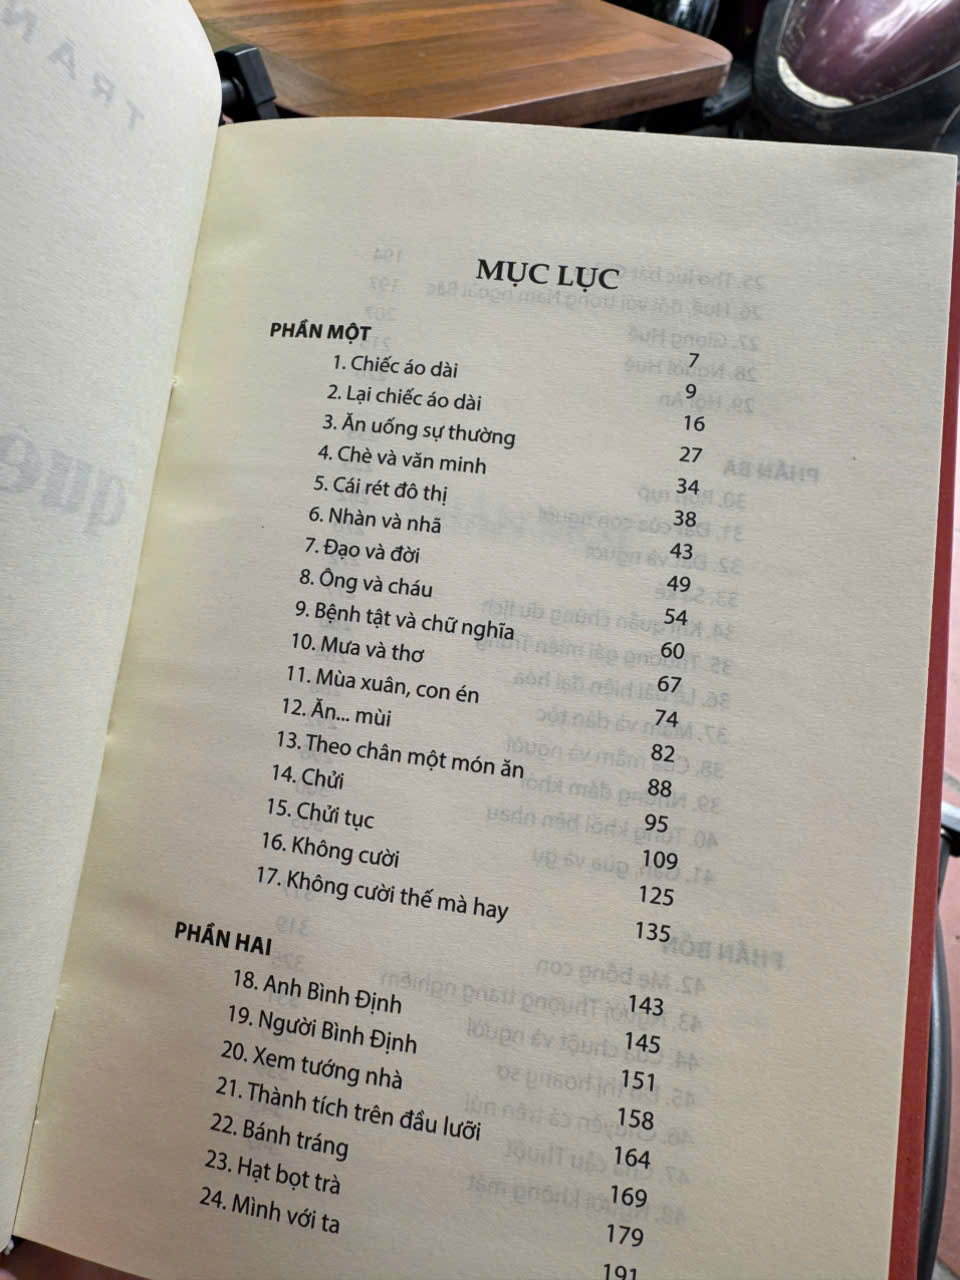 MỤC LỤC
PHẦN MỘT 7
1. Chiếc áo dài 9
2. Lại chiếc áo dài 16
3. Ăn uống sự thường 27
4. Chè và văn minh 34
5. Cái rét đô thị 38
6. Nhàn và nhã 43
7. Đạo và đời 49
8. Ông và cháu 54
9. Bệnh tật và chữ nghĩa 60
10. Mưa và thơ 67
11. Mùa xuân, con én 74
12. Ăn... mùi 82
13. Theo chân một món ăn 88
14. Chửi 95
15. Chửi tục 109
16. Không cười 125
17. Không cười thế mà hay 135
PHẦN HAI 143
18. Anh Bình Định 145
19. Người Bình Định 151
20. Xem tướng nhà 158
21. Thành tích trên đầu lưỡi 164
22. Bánh tráng 169
23. Hạt bọt trà 179
24. Mình với ta 191